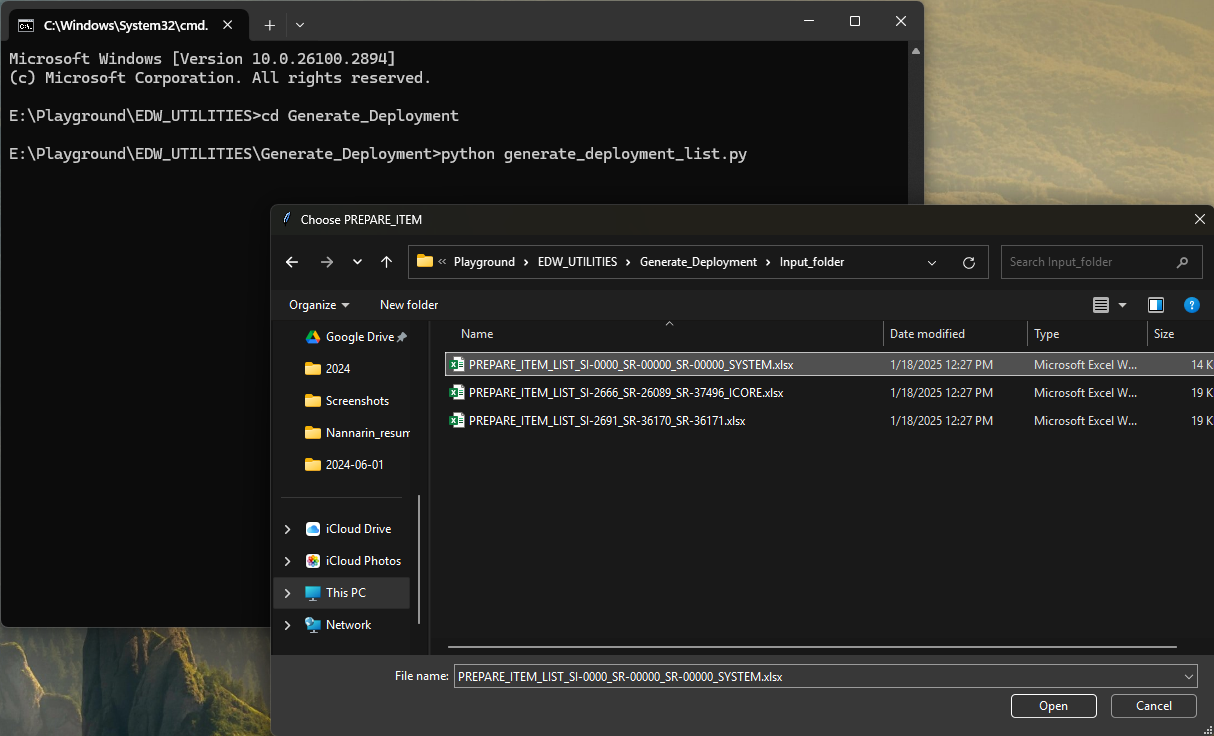 C:\Windows\System32\cmd.
Microsoft Windows [Version 10.0.26100.2894]
(c) Microsoft Corporation. All rights reserved.
E:\Playground\EDW_UTILITIES>cd Generate_Deployment
E:\Playground\EDW_UTILITIES\Generate_Deployment>python generate_deployment_list.py
Choose PREPARE_ITEM
« Playground > EDW_UTILITIES > Generate_Deployment > Input_folder
Search Input_folder
Organize New folder
Google Drive
2024
Screenshots
Nannarin_resum
2024-06-01
iCloud Drive
iCloud Photos
This PC
Network
Name Date modified Type Size
PREPARE_ITEM_LIST_SI-0000_SR-00000_SR-00000_SYSTEM.xlsx 1/18/2025 12:27 PM Microsoft Excel W... 14 K
PREPARE_ITEM_LIST_SI-2666_SR-26089_SR-37496_ICORE.xlsx 1/18/2025 12:27 PM Microsoft Excel W... 19 K
PREPARE_ITEM_LIST_SI-2691_SR-36170_SR-36171.xlsx 1/18/2025 12:27 PM Microsoft Excel W... 19 K
File name: PREPARE_ITEM_LIST_SI-0000_SR-00000_SR-00000_SYSTEM.xlsx
Open Cancel